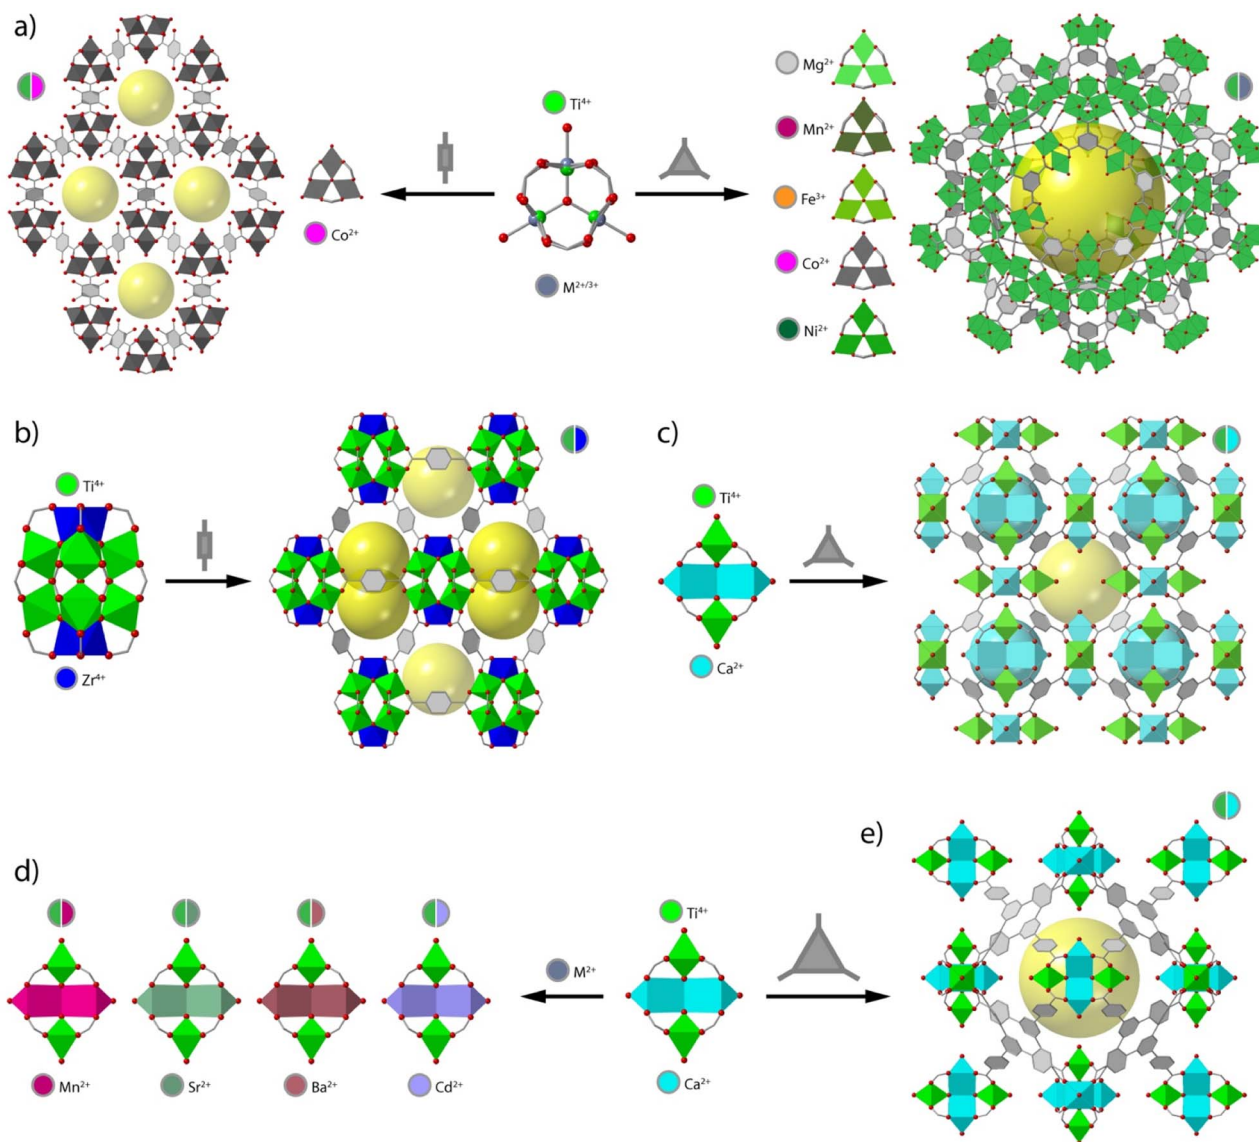 a)
Co²⁺
Ti⁴⁺
M²⁺/³⁺
Mg²⁺
Mn²⁺
Fe³⁺
Co²⁺
Ni²⁺
b)
Ti⁴⁺
Zr⁴⁺
c)
Ti⁴⁺
Ca²⁺
d)
Mn²⁺
Sr²⁺
Ba²⁺
Cd²⁺
M²⁺
Ti⁴⁺
Ca²⁺
e)